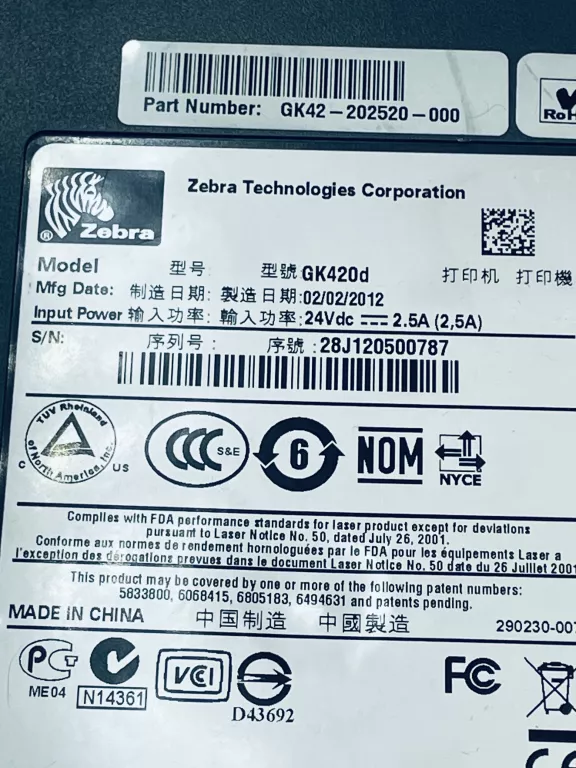 Part Number: GK42-202520-000
RoHS
Zebra Technologies Corporation
® Zebra
Model 型号 型號 GK420d 打印机 打印機
Mfg Date: 制造日期: 製造日期:02/02/2012
Input Power 输入功率: 輸入功率:24Vdc 2.5A (2,5A)
S/N: 序列号: 序號:28J120500787
TUV Rheinland
of North America, Inc.
C US
CCC S&E
6
NOM
NYCE
Complies with FDA performance standards for laser product except for deviations
pursuant to Laser Notice No. 50, dated July 26, 2001.
Conforme aux normes de rendement homologuées par le FDA pour les équipements Laser a
l'exception des dérogations prevues dans le document Laser Notice No. 50 date du 26 Juillet 2001
This product may be covered by one or more of the following patent numbers:
5833800, 6068415, 6805183, 6494631 and patents pending.
MADE IN CHINA 中国制造 中國製造 290230-007
PCT
ME04
N14361
VCI
D43692
FC
CE